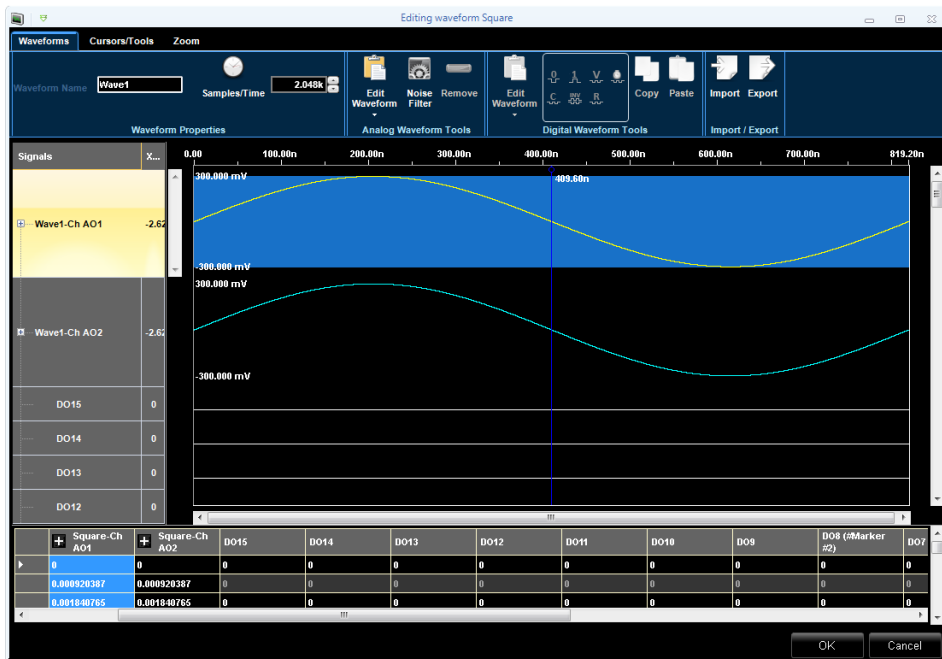 Editing waveform Square
Waveforms Cursors/Tools Zoom
Waveform Name Wave1 Samples/Time 2.048k
Edit Waveform Noise Filter Remove
Edit Waveform C INV R Copy Paste
Import Export
Waveform Properties Analog Waveform Tools Digital Waveform Tools Import / Export
Signals X... 0.00 100.00n 200.00n 300.00n 400.00n 500.00n 600.00n 700.00n 819.20n
300.000 mV 409.60n
Wave1-Ch AO1 -2.62
-300.000 mV
300.000 mV
Wave1-Ch AO2 -2.62
-300.000 mV
DO15 0
DO14 0
DO13 0
DO12 0
Square-Ch AO1 Square-Ch AO2 DO15 DO14 DO13 DO12 DO11 DO10 DO9 DO8 (#Marker #2) DO7
0 0 0 0 0 0 0 0 0 0 0
0.000920387 0.000920387 0 0 0 0 0 0 0 0 0
0.001840765 0.001840765 0 0 0 0 0 0 0 0 0
OK Cancel